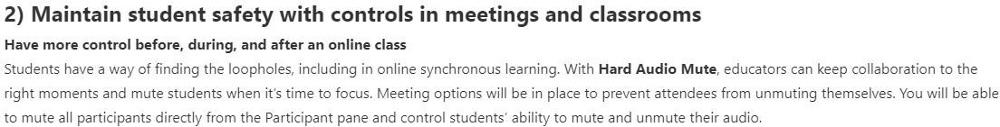 2) Maintain student safety with controls in meetings and classrooms
Have more control before, during, and after an online class
Students have a way of finding the loopholes, including in online synchronous learning. With Hard Audio Mute, educators can keep collaboration to the
right moments and mute students when it's time to focus. Meeting options will be in place to prevent attendees from unmuting themselves. You will be able
to mute all participants directly from the Participant pane and control students' ability to mute and unmute their audio.